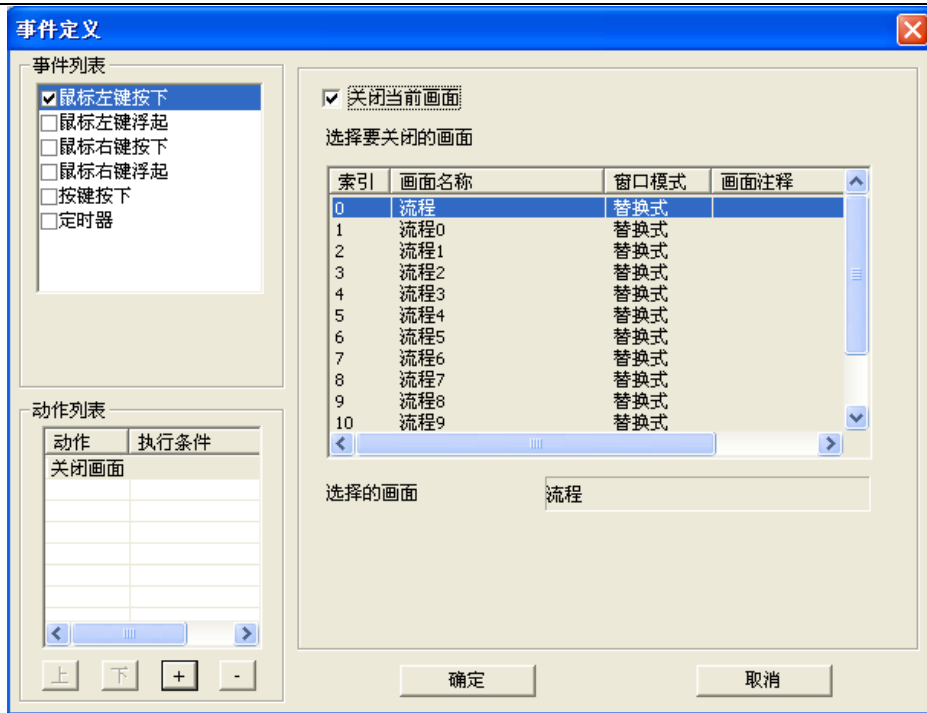 事件定义
事件列表
鼠标左键按下
鼠标左键浮起
鼠标右键按下
鼠标右键浮起
按键按下
定时器
动作列表
动作 执行条件
关闭画面
上 下 + -
关闭当前画面
选择要关闭的画面
索引 画面名称 窗口模式 画面注释
0 流程 替换式
1 流程0 替换式
2 流程1 替换式
3 流程2 替换式
4 流程3 替换式
5 流程4 替换式
6 流程5 替换式
7 流程6 替换式
8 流程7 替换式
9 流程8 替换式
10 流程9 替换式
选择的画面 流程
确定 取消